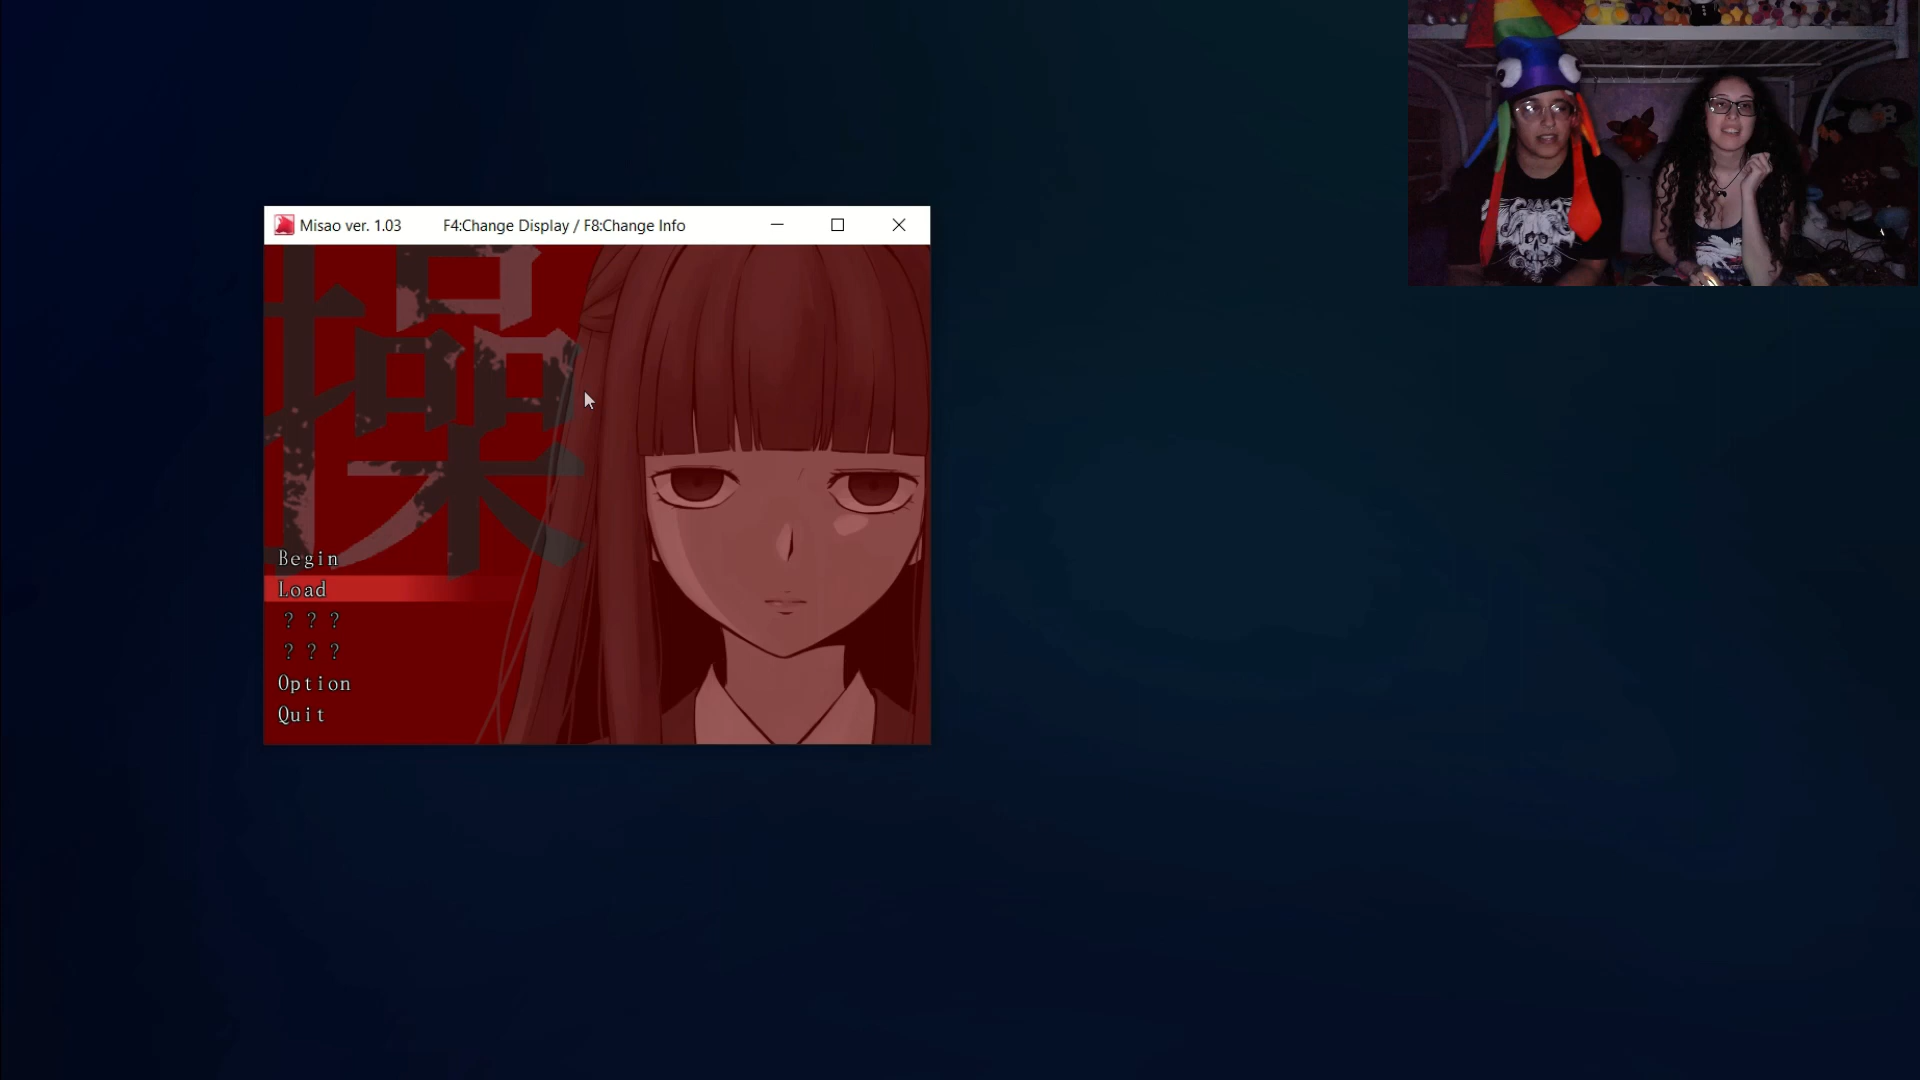 Misao ver. 1.03 F4:Change Display / F8:Change Info
操
Begin
Load
? ? ?
? ? ?
Option
Quit